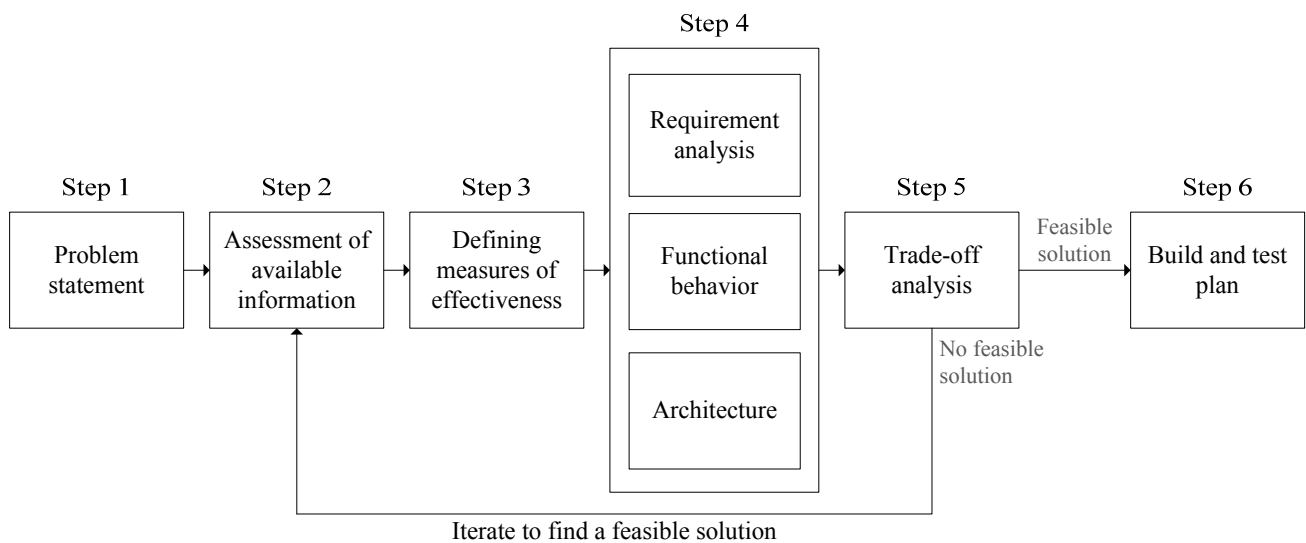 Step 1
Problem
statement
Step 2
Assessment of
available
information
Step 3
Defining
measures of
effectiveness
Step 4
Requirement
analysis
Functional
behavior
Architecture
Step 5
Trade-off
analysis
Feasible
solution
No feasible
solution
Step 6
Build and test
plan
Iterate to find a feasible solution